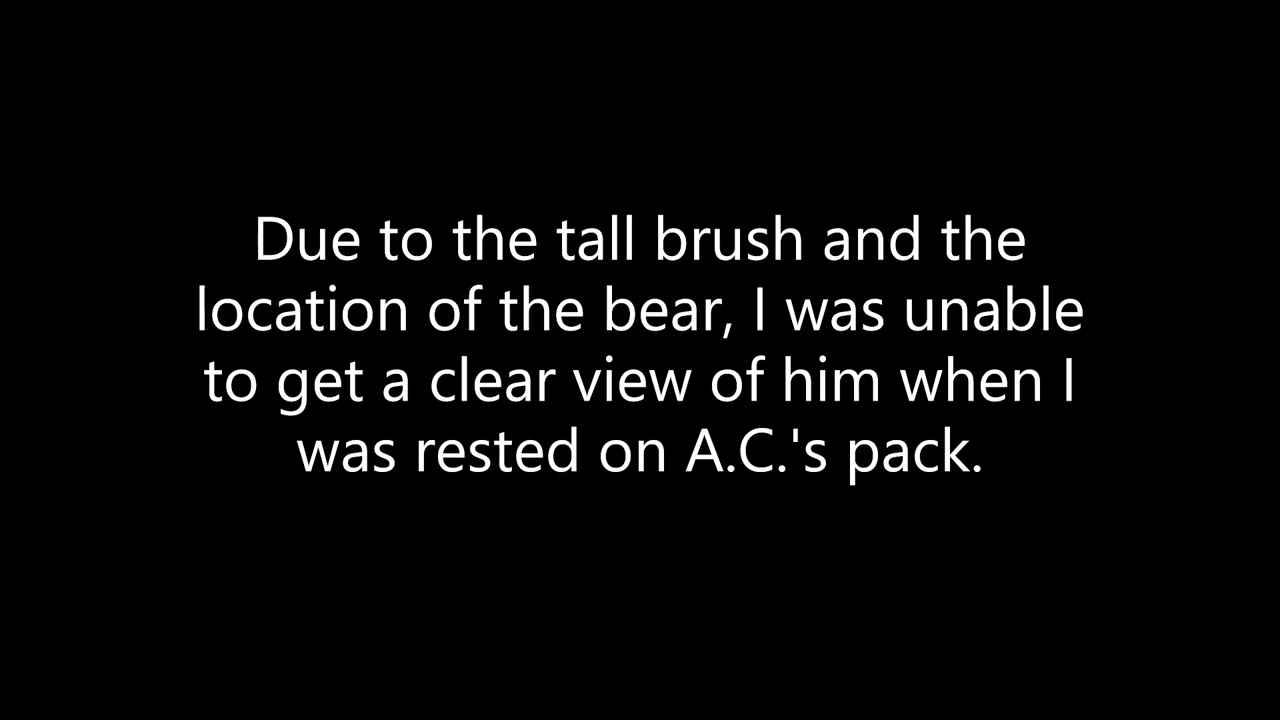 Due to the tall brush and the
location of the bear, I was unable
to get a clear view of him when I
was rested on A.C.'s pack.